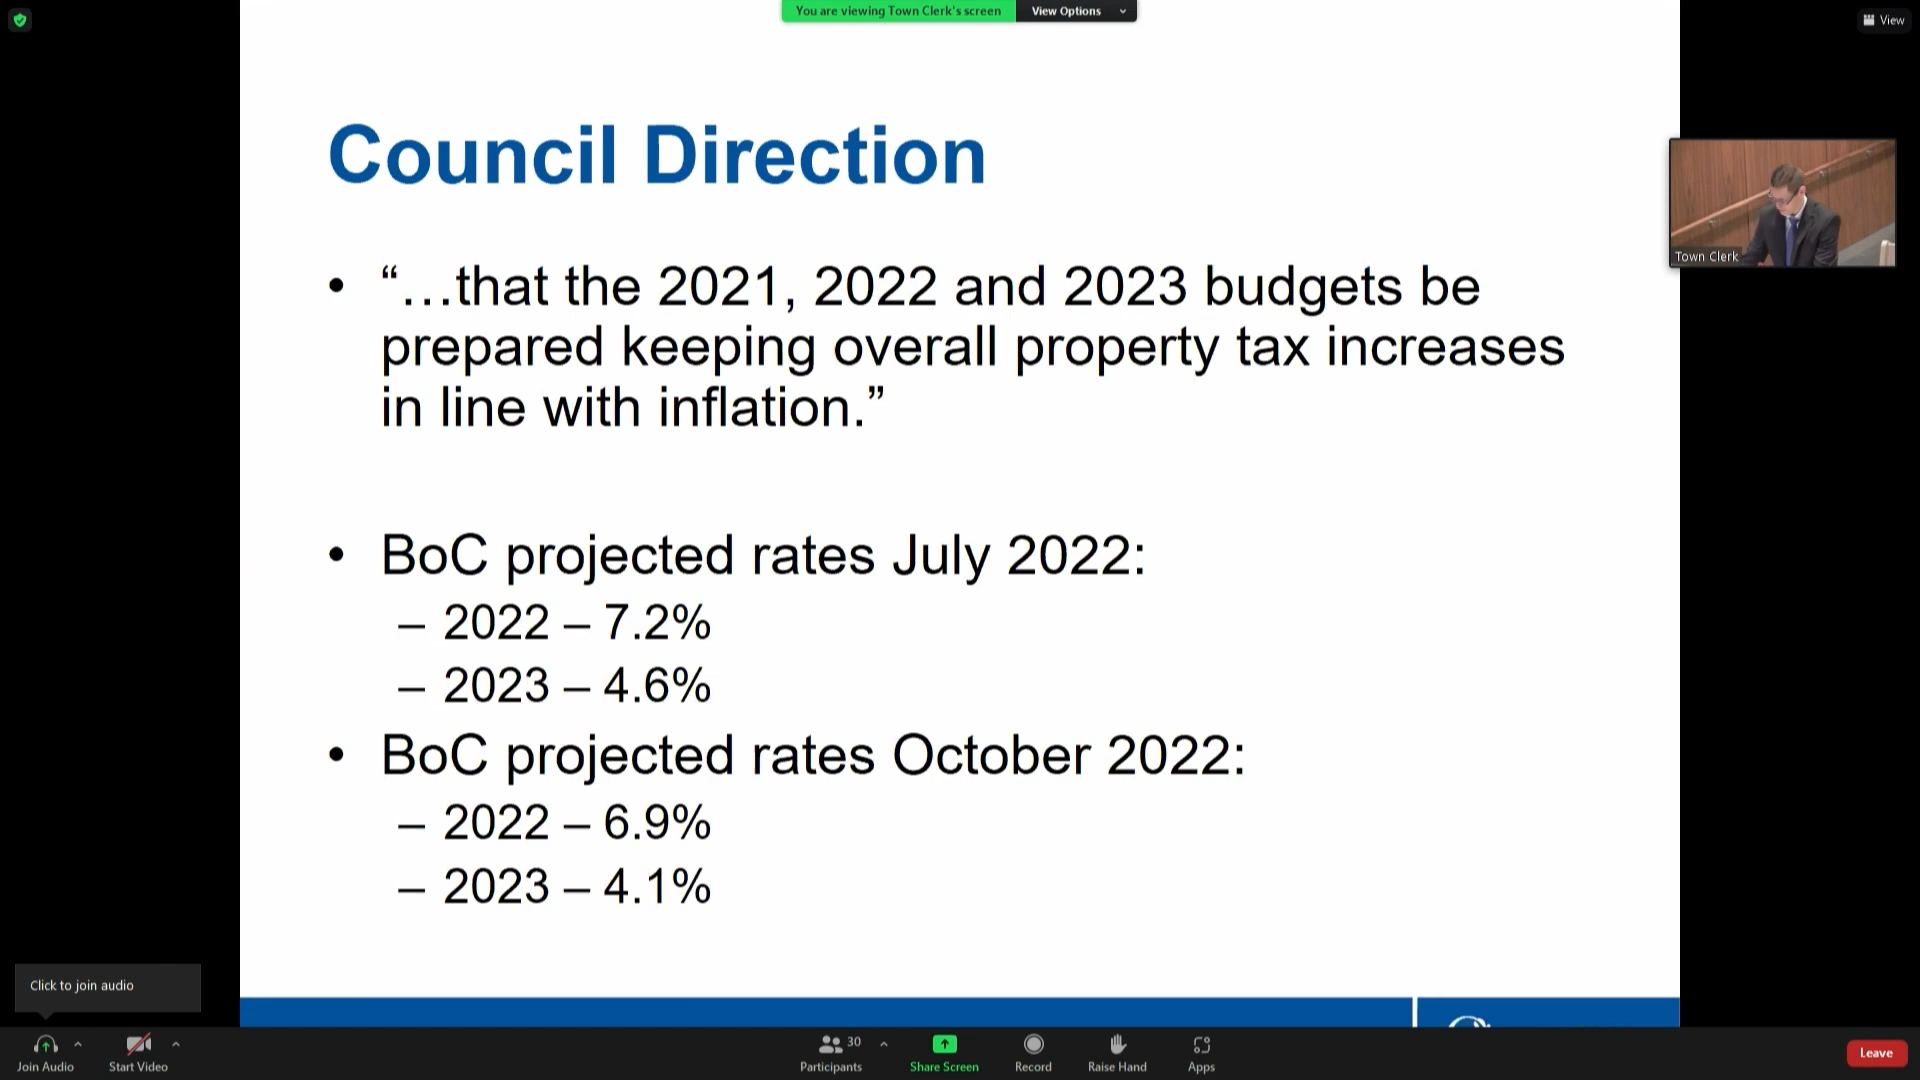 You are viewing Town Clerk's screen View Options
View
Council Direction
• “…that the 2021, 2022 and 2023 budgets be
prepared keeping overall property tax increases
in line with inflation.”
Town Clerk
• BoC projected rates July 2022:
– 2022 – 7.2%
– 2023 – 4.6%
• BoC projected rates October 2022:
– 2022 – 6.9%
– 2023 – 4.1%
Click to join audio
Join Audio
Start Video
30
Participants
Share Screen
Record
Raise Hand
Apps
Leave